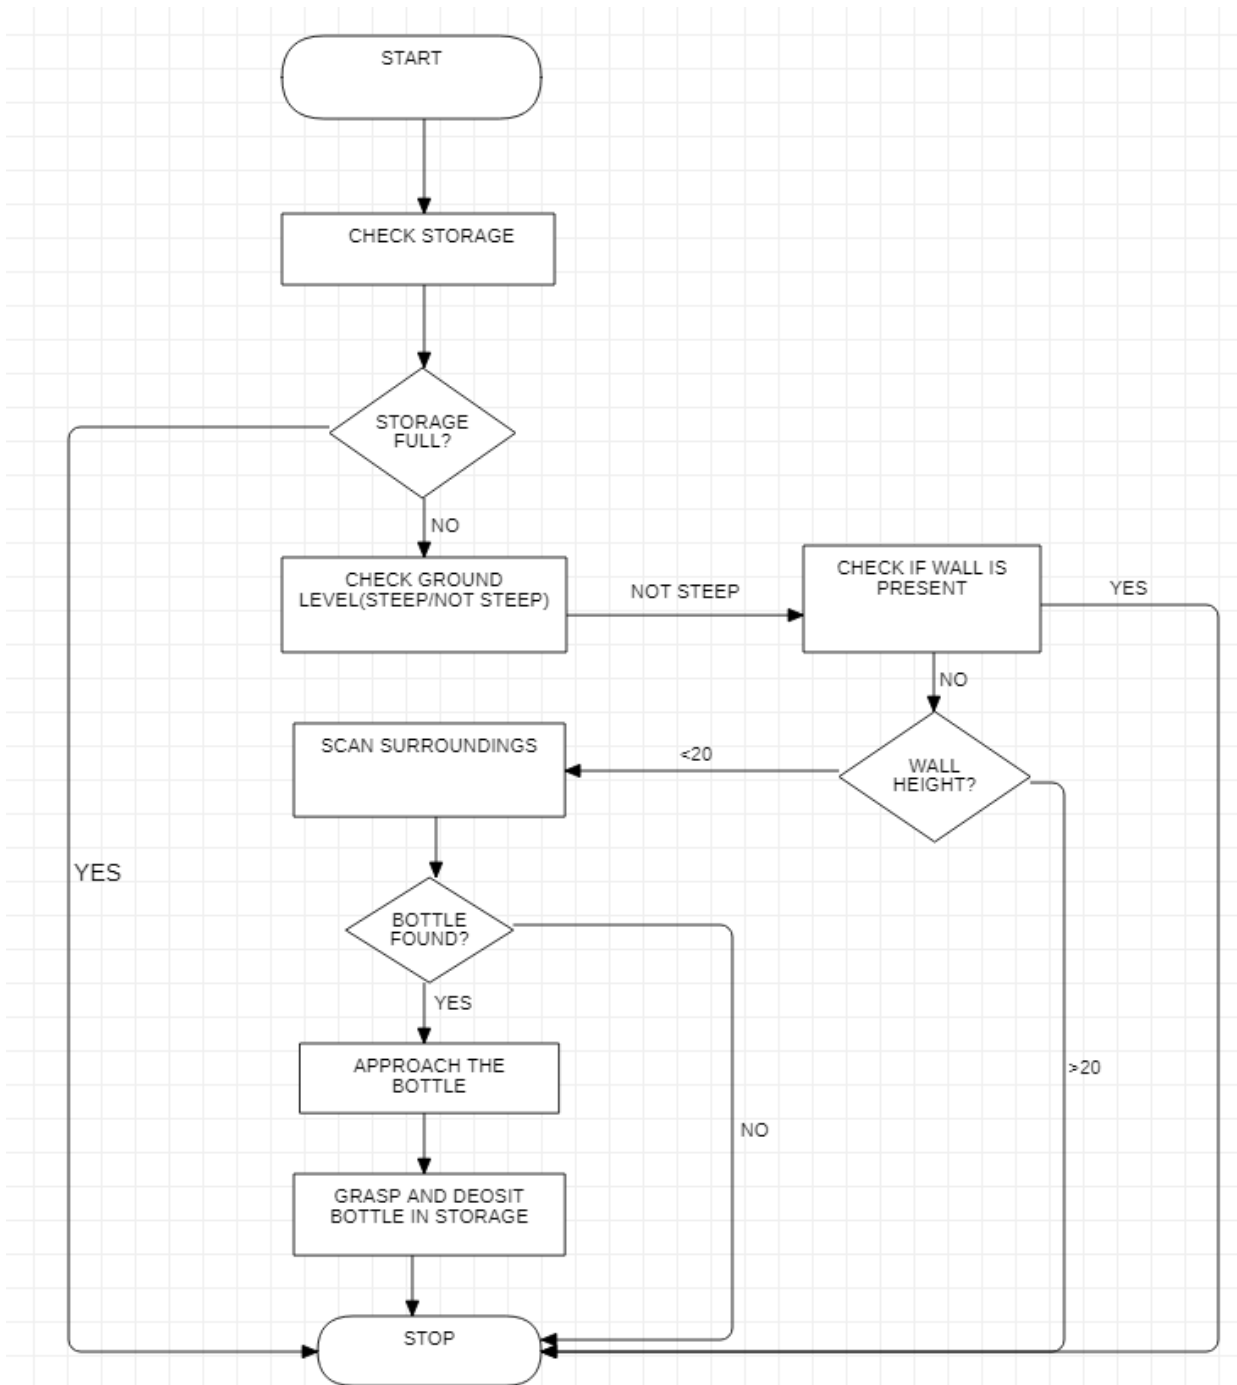 START
CHECK STORAGE
STORAGE
FULL?
NO
CHECK GROUND
LEVEL(STEEP/NOT STEEP)
NOT STEEP
CHECK IF WALL IS
PRESENT
YES
NO
WALL
HEIGHT?
<20
SCAN SURROUNDINGS
YES
BOTTLE
FOUND?
YES
APPROACH THE
BOTTLE
>20
NO
GRASP AND DEOSIT
BOTTLE IN STORAGE
STOP